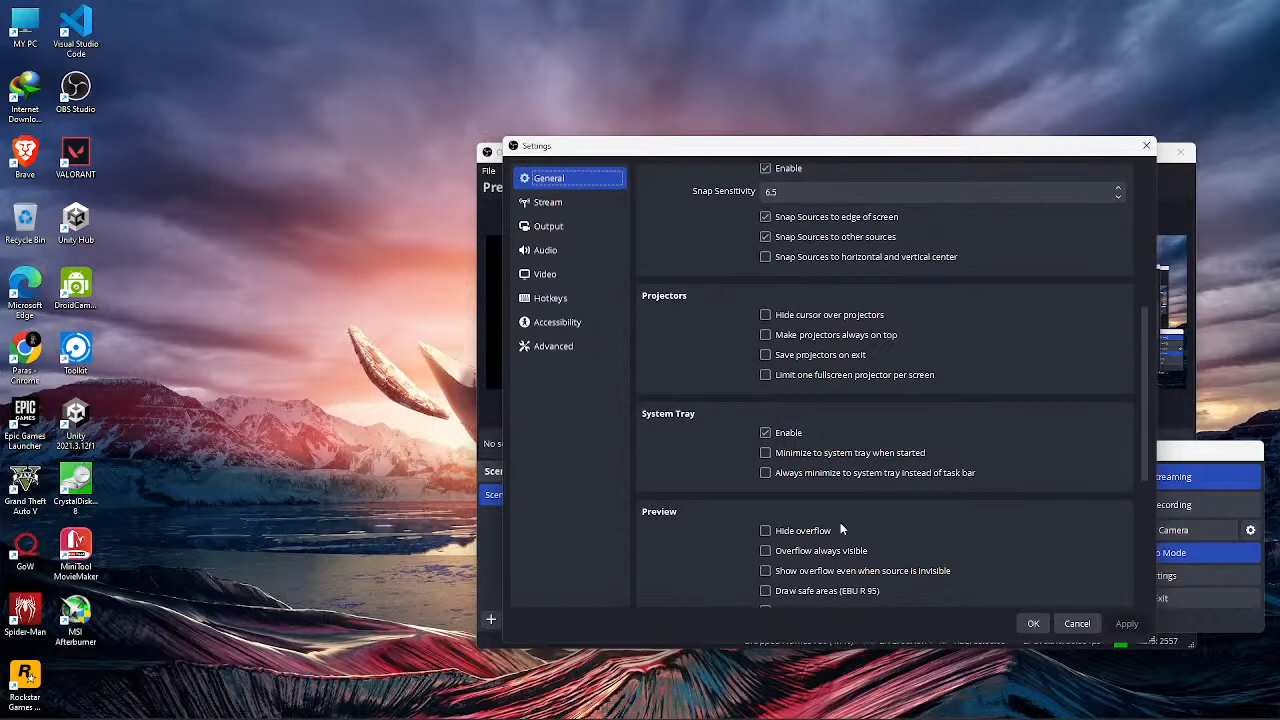 MY PC
Visual Studio
Code
Internet
Downlo...
OBS Studio
Brave
VALORANT
Recycle Bin
Unity Hub
Microsoft
Edge
DroidCam...
Paras -
Chrome
Toolkit
Epic Games
Launcher
Unity
2021.3.12f1
Grand Theft
Auto V
CrystalDisk...
8
GoW
MiniTool
MovieMaker
Spider-Man
MSI
Afterburner
Rockstar
Games ...
File
Pre
No s
Scen
Scen
Settings
General
Stream
Output
Audio
Video
Hotkeys
Accessibility
Advanced
Enable
Snap Sensitivity
6.5
Snap Sources to edge of screen
Snap Sources to other sources
Snap Sources to horizontal and vertical center
Projectors
Hide cursor over projectors
Make projectors always on top
Save projectors on exit
Limit one fullscreen projector per screen
System Tray
Enable
Minimize to system tray when started
Always minimize to system tray instead of task bar
Preview
Hide overflow
flow always visible
Show overflow even when source is invisible
Draw safe areas (EBU R 95)
OK
Cancel
Apply
treaming
ecording
Camera
o Mode
ttings
xit